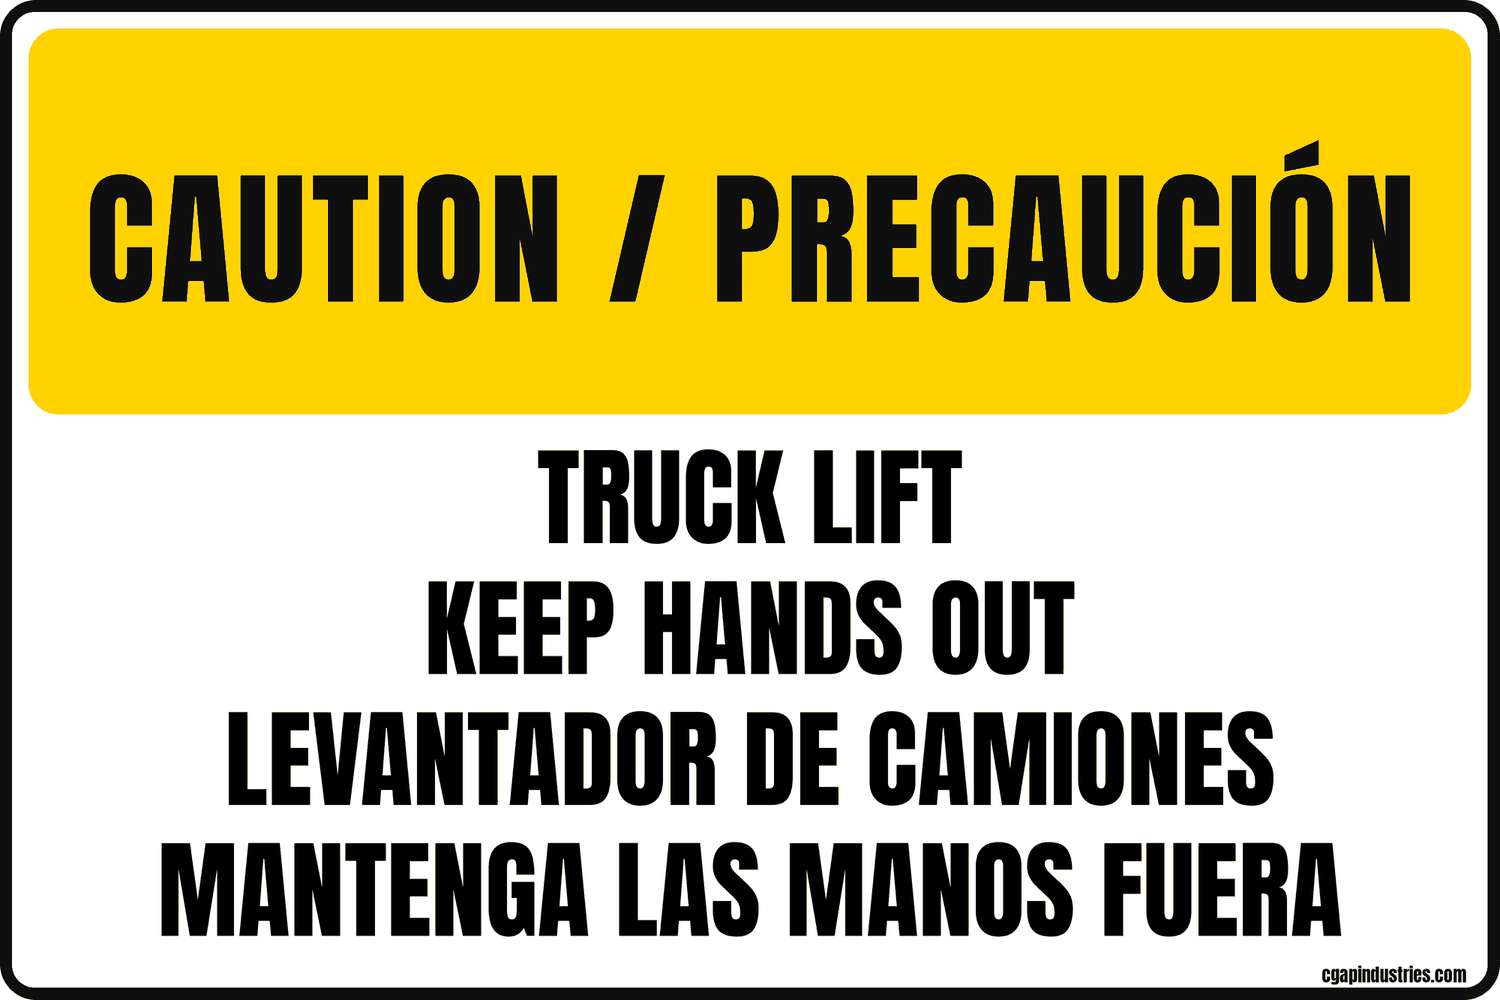 CAUTION / PRECAUCIÓN
TRUCK LIFT
KEEP HANDS OUT
LEVANTADOR DE CAMIONES
MANTENGA LAS MANOS FUERA
cgapindustries.com